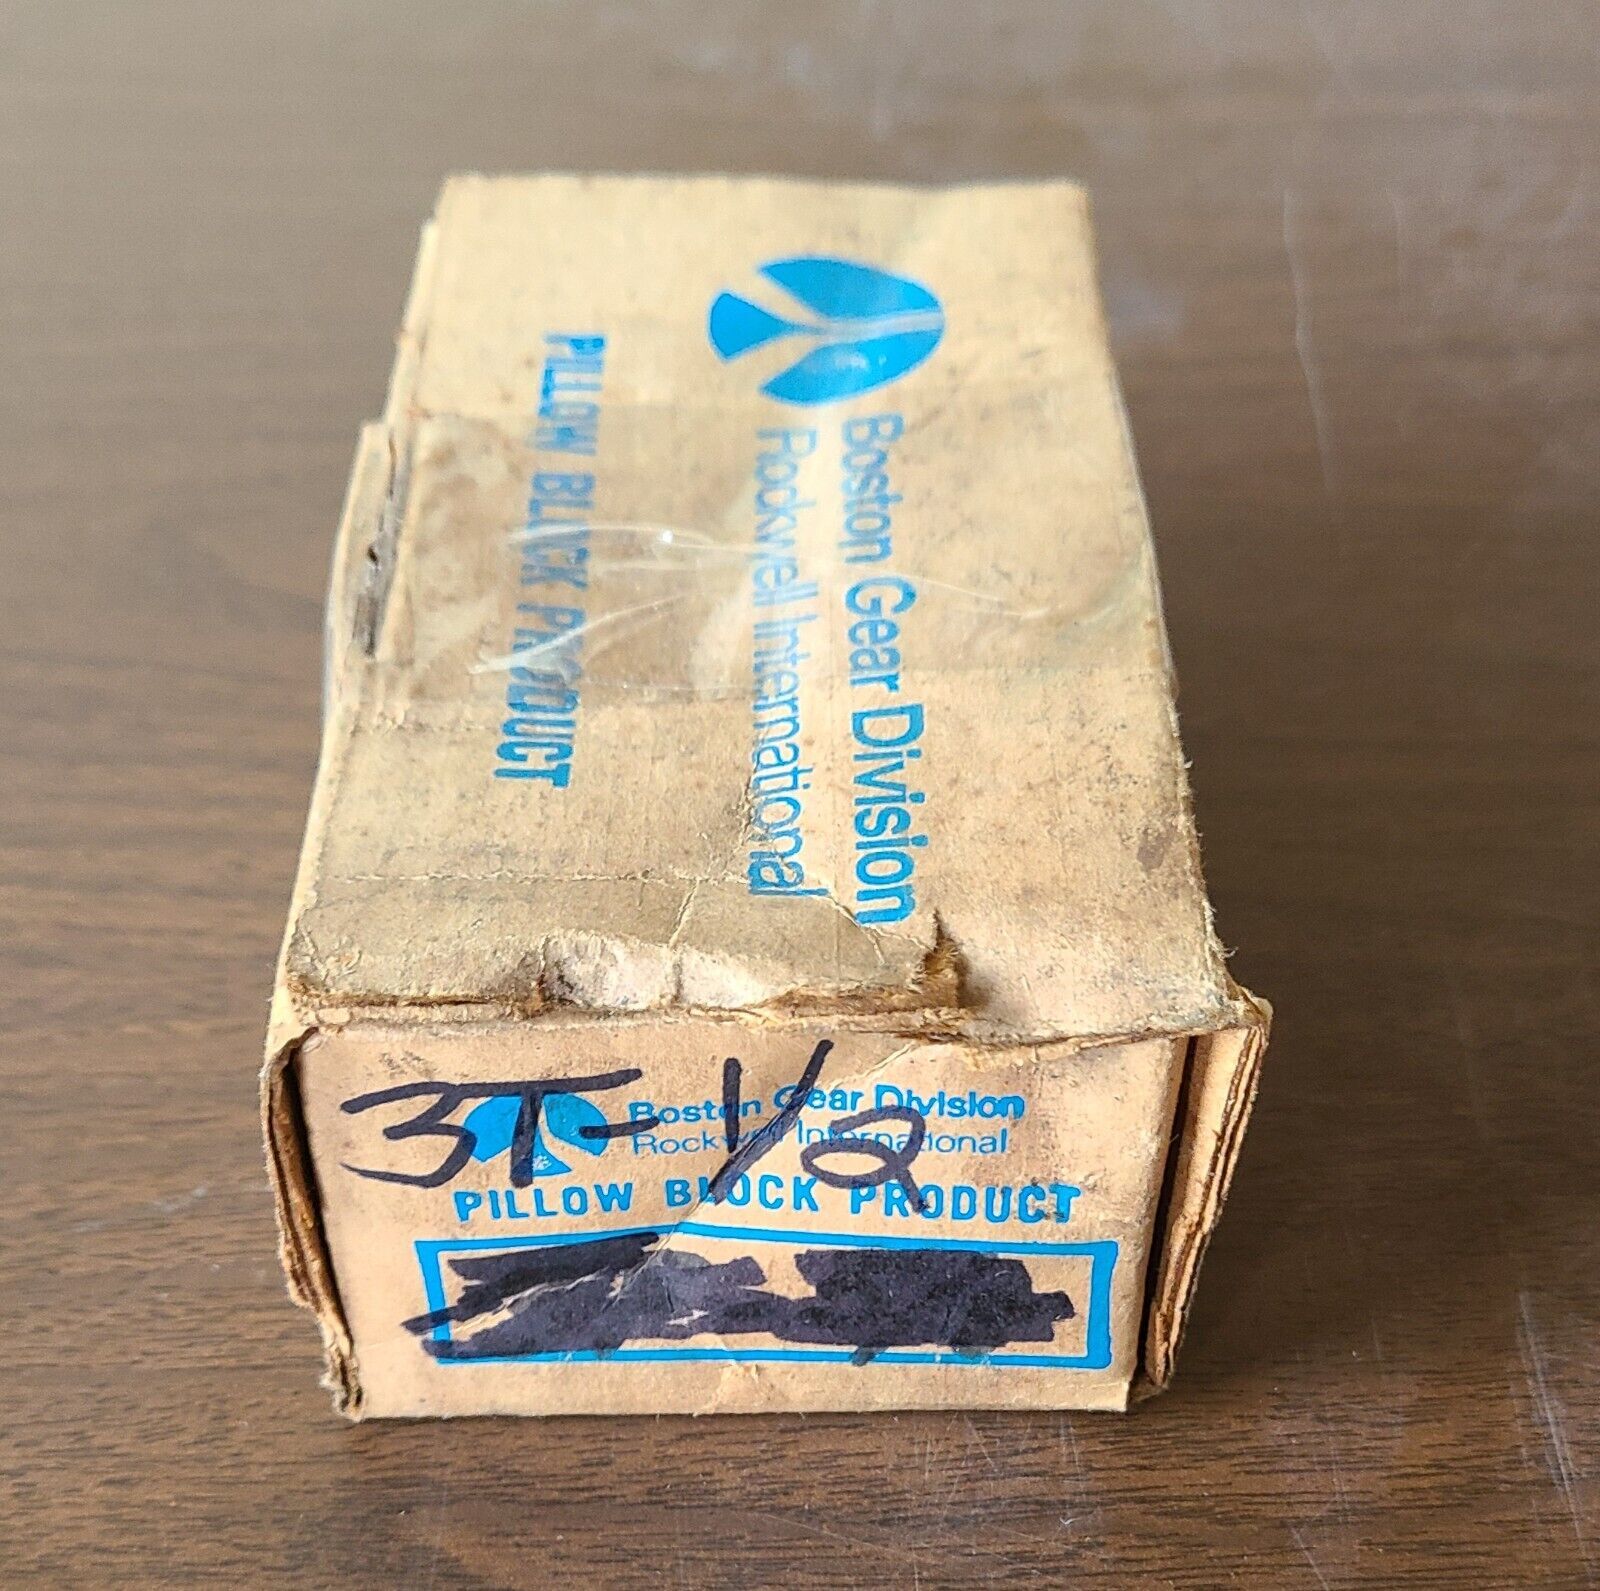 Boston Gear Division
Rockwell International
PILLOW BLOCK PRODUCT
3T-1/2
Boston Gear Division
Rockwell International
PILLOW BLOCK PRODUCT